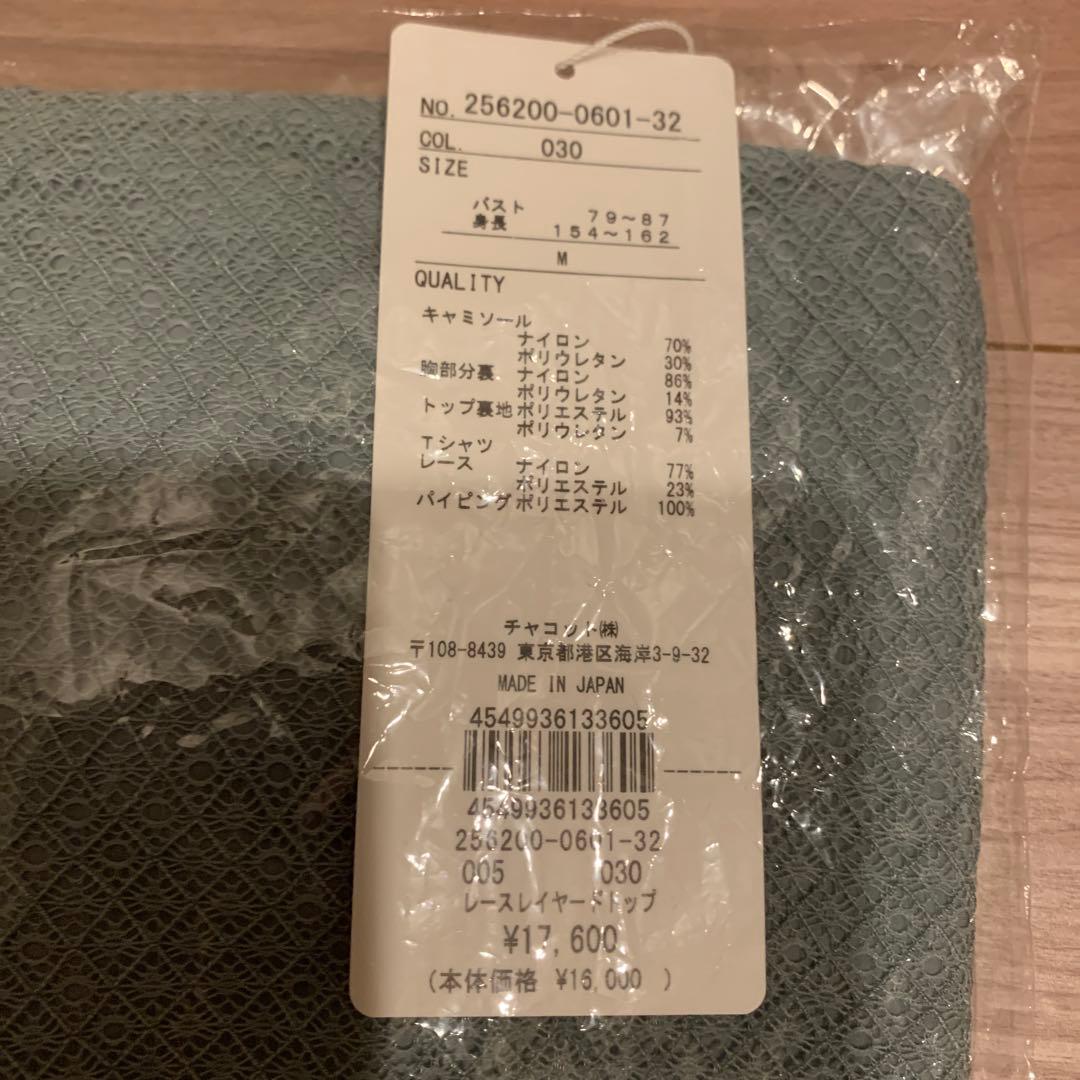 NO. 256200-0601-32
COL. 030
SIZE
バスト 79～87
身長 154～162
M
QUALITY
キャミソール
ナイロン 70%
ポリウレタン 30%
胸部分裏 ナイロン 86%
ポリウレタン 14%
トップ裏地 ポリエステル 93%
ポリウレタン 7%
Tシャツ
レース ナイロン 77%
ポリエステル 23%
パイピング ポリエステル 100%
チャコット㈱
〒108-8439 東京都港区海岸3-9-32
MADE IN JAPAN
4549936133605
4549936133605
256200-0601-32
005 030
レースレイヤードトップ
¥17,600
(本体価格 ¥16,000 )